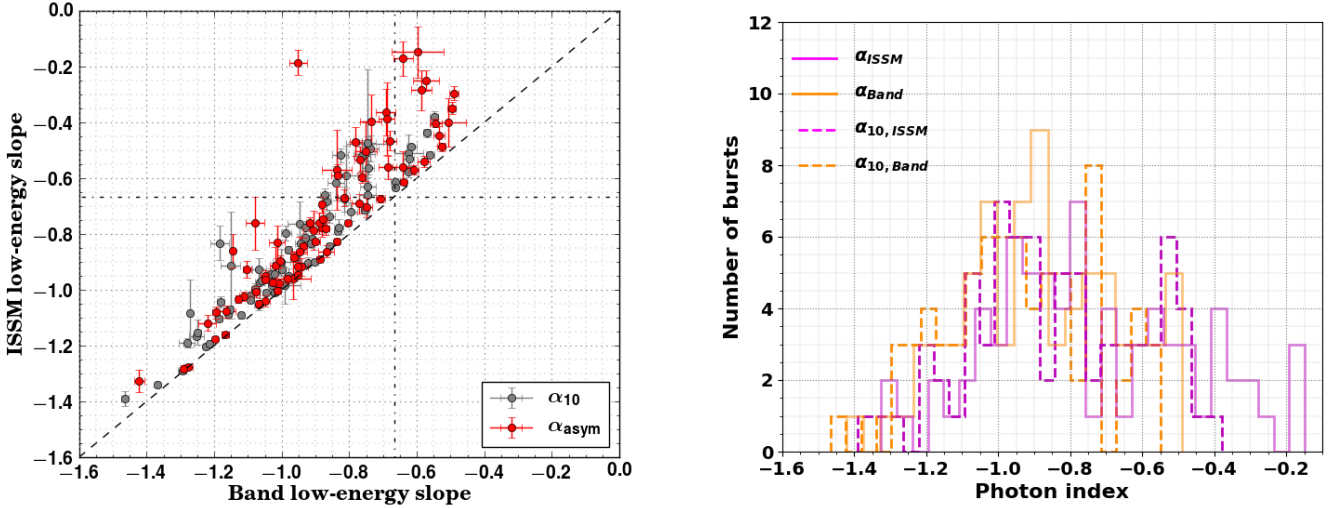 0.0
−0.2
−0.4
−0.6
−0.8
−1.0
−1.2
−1.4
−1.6
ISSM low-energy slope
−1.6 −1.4 −1.2 −1.0 −0.8 −0.6 −0.4 −0.2 0.0
Band low-energy slope
α10
αasym
12
10
8
6
4
2
0
Number of bursts
−1.6 −1.4 −1.2 −1.0 −0.8 −0.6 −0.4 −0.2
Photon index
αISSM
αBand
α10, ISSM
α10, Band